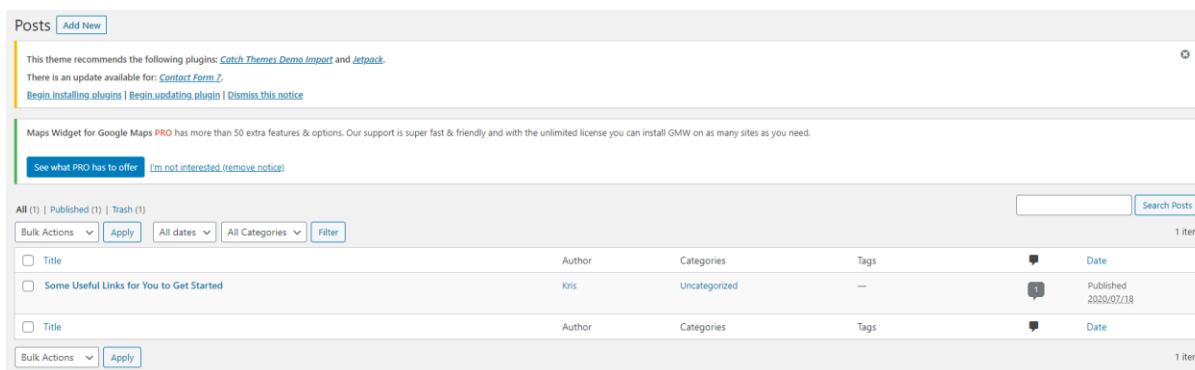 Posts Add New
This theme recommends the following plugins: Catch Themes Demo Import and Jetpack.
There is an update available for: Contact Form 7.
Begin installing plugins | Begin updating plugin | Dismiss this notice
Maps Widget for Google Maps PRO has more than 50 extra features & options. Our support is super fast & friendly and with the unlimited license you can install GMW on as many sites as you need.
See what PRO has to offer I'm not interested (remove notice)
All (1) | Published (1) | Trash (1) Search Posts
Bulk Actions Apply All dates All Categories Filter 1 iter
Title Author Categories Tags Date
Some Useful Links for You to Get Started Kris Uncategorized — 1 Published
2020/07/18
Title Author Categories Tags Date
Bulk Actions Apply 1 iter